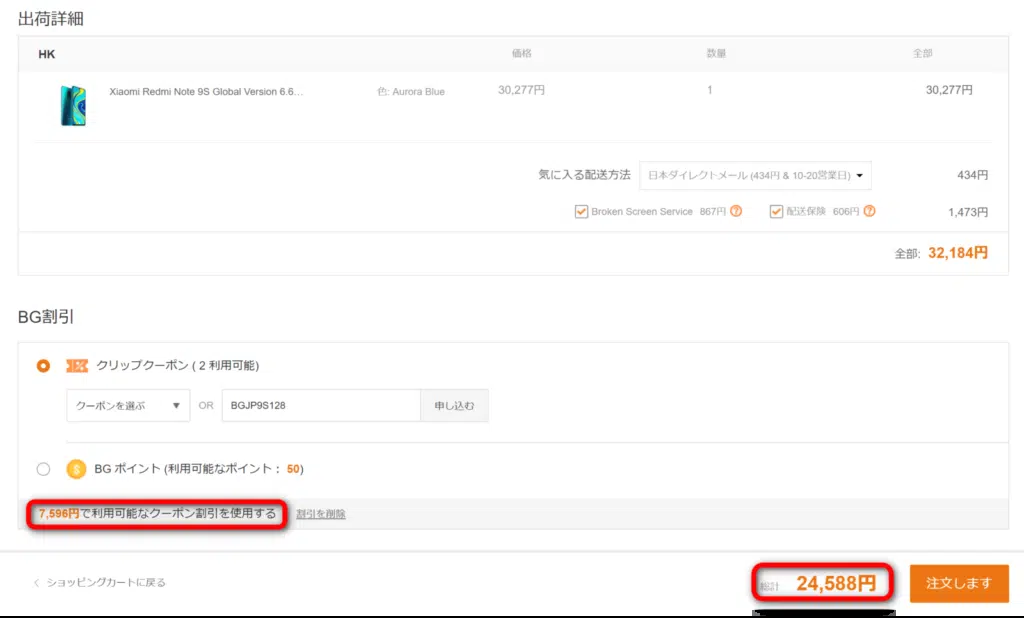 出荷詳細
HK 価格 数量 全部
Xiaomi Redmi Note 9S Global Version 6.6... 色: Aurora Blue 30,277円 1 30,277円
気に入る配送方法 日本ダイレクトメール (434円 & 10-20営業日) 434円
Broken Screen Service 867円 ? 配送保険 606円 ? 1,473円
全部: 32,184円
BG割引
クリップクーポン ( 2 利用可能)
クーポンを選ぶ OR BGJP9S128 申し込む
BG ポイント (利用可能なポイント： 50)
7,596円で利用可能なクーポン割引を使用する 割引を削除
ショッピングカートに戻る 総計 24,588円 注文します